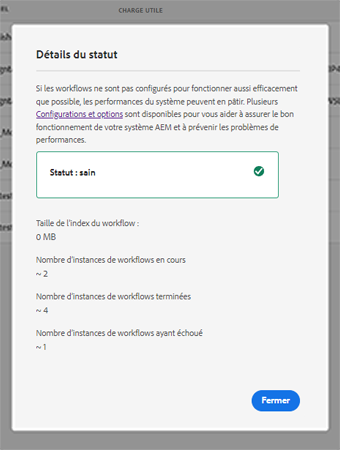 EL
CHARGE UTILE
Détails du statut
Si les workflows ne sont pas configurés pour fonctionner aussi efficacement
que possible, les performances du système peuvent en pâtir. Plusieurs
Configurations et options sont disponibles pour vous aider à assurer le bon
fonctionnement de votre système AEM et à prévenir les problèmes de
performances.
Statut : sain
Taille de l'index du workflow :
0 MB
Nombre d'instances de workflows en cours
~ 2
Nombre d'instances de workflows terminées
~ 4
Nombre d'instances de workflows ayant échoué
~ 1
Fermer